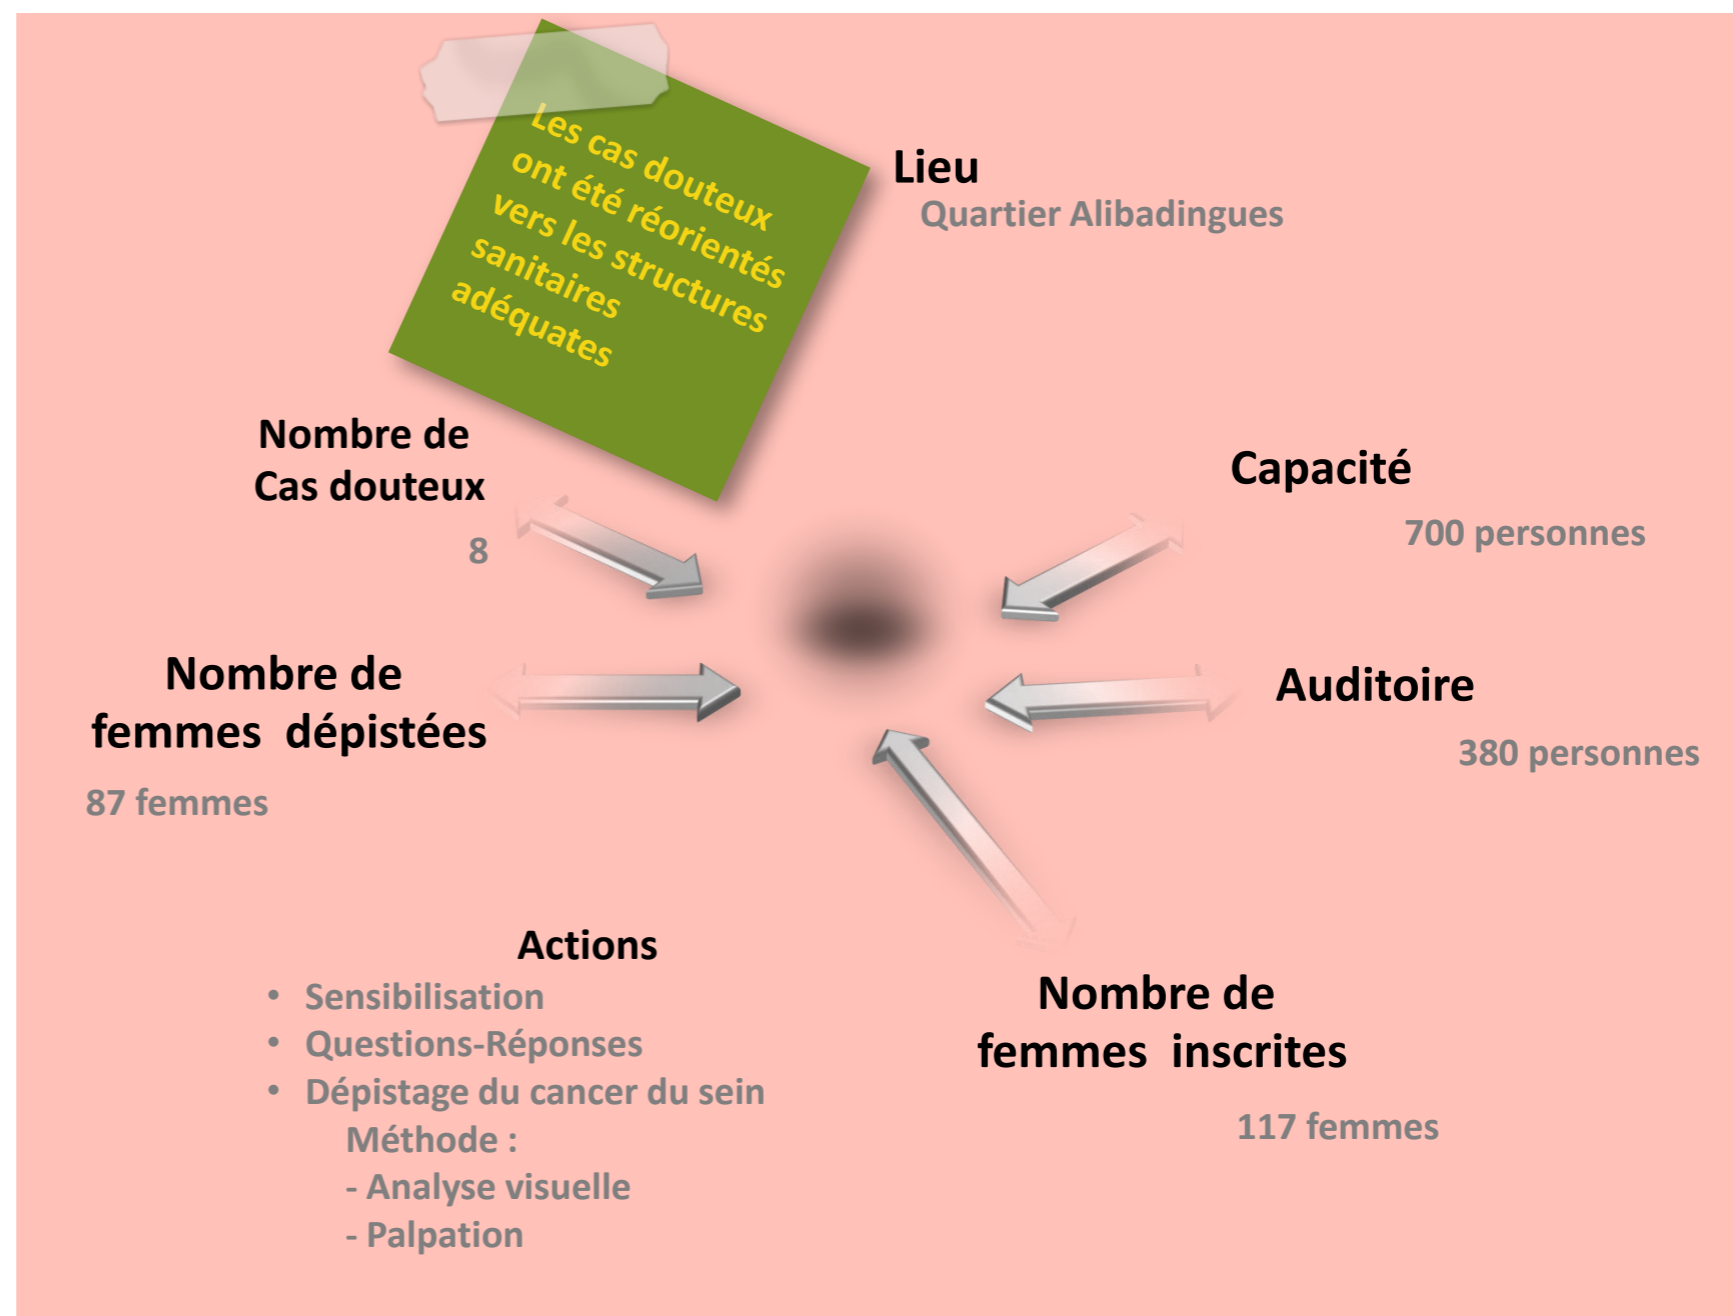 Les cas douteux
ont été réorientés
vers les structures
sanitaires
adéquates
Lieu
Quartier Alibadingues
Nombre de
Cas douteux
8
Capacité
700 personnes
Nombre de
femmes dépistées
87 femmes
Auditoire
380 personnes
Actions
• Sensibilisation
• Questions-Réponses
• Dépistage du cancer du sein
Méthode :
- Analyse visuelle
- Palpation
Nombre de
femmes inscrites
117 femmes